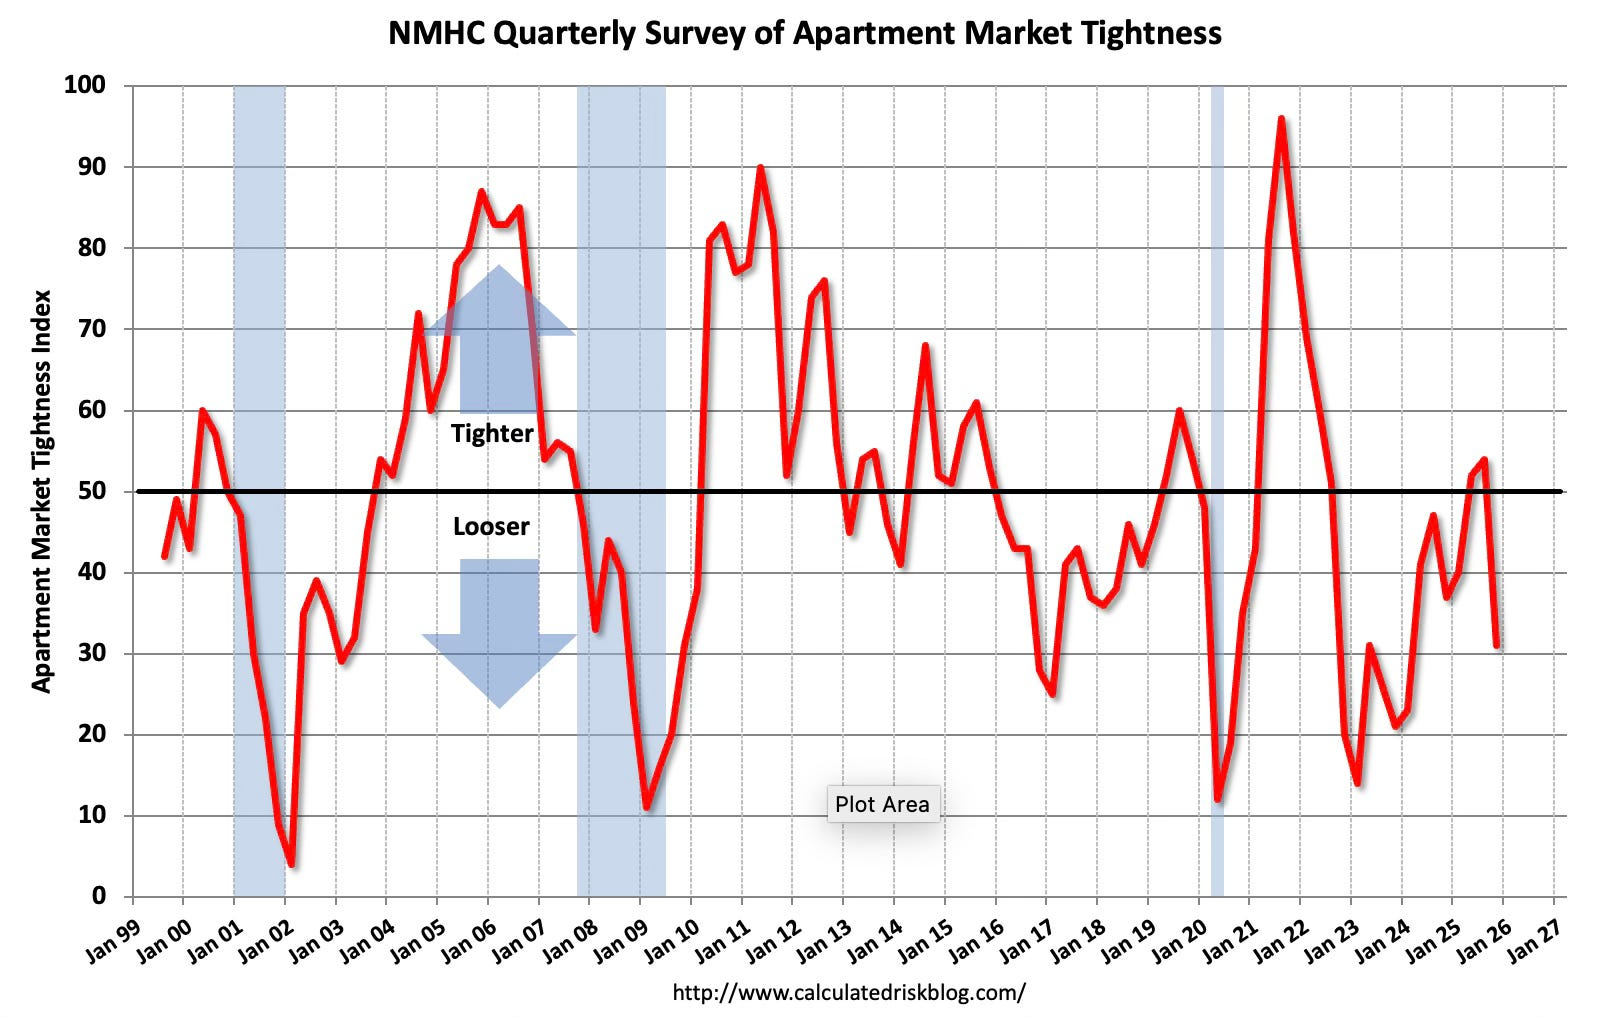 NMHC Quarterly Survey of Apartment Market Tightness
Apartment Market Tightness Index
100
90
80
70
60
50
40
30
20
10
0
Tighter
Looser
Plot Area
Jan 99
Jan 00
Jan 01
Jan 02
Jan 03
Jan 04
Jan 05
Jan 06
Jan 07
Jan 08
Jan 09
Jan 10
Jan 11
Jan 12
Jan 13
Jan 14
Jan 15
Jan 16
Jan 17
Jan 18
Jan 19
Jan 20
Jan 21
Jan 22
Jan 23
Jan 24
Jan 25
Jan 26
Jan 27
http://www.calculatedriskblog.com/